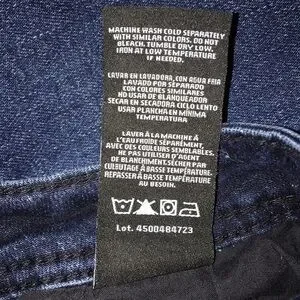 MACHINE WASH COLD SEPARATELY
WITH SIMILAR COLORS. DO NOT
BLEACH. TUMBLE DRY LOW,
IRON AT LOW TEMPERATURE
IF NEEDED.
LAVAR EN LAVADORA, CON AGUA FRIA
LAVADO POR SEPARADO
CON COLORES SIMILARES
NO USAR DE BLANQUEADOR
SECAR EN SECADORA CICLO LENTO
USAR PLANCHA EN MINIMA
TEMPERATURA
LAVER À LA MACHINE À
L'EAU FROIDE SÉPARÉMENT,
AVEC DES COULEURS SEMBLABLES.
N'UTILISER PAS D'AGENT
DE BLANCHIMENT. SÉCHER PAR
CULBUTAGE À BASSE TEMPÉRATURE.
REPASSER À BASSE TEMPÉRATURE
AU BESOIN.
Lot. 4500484723